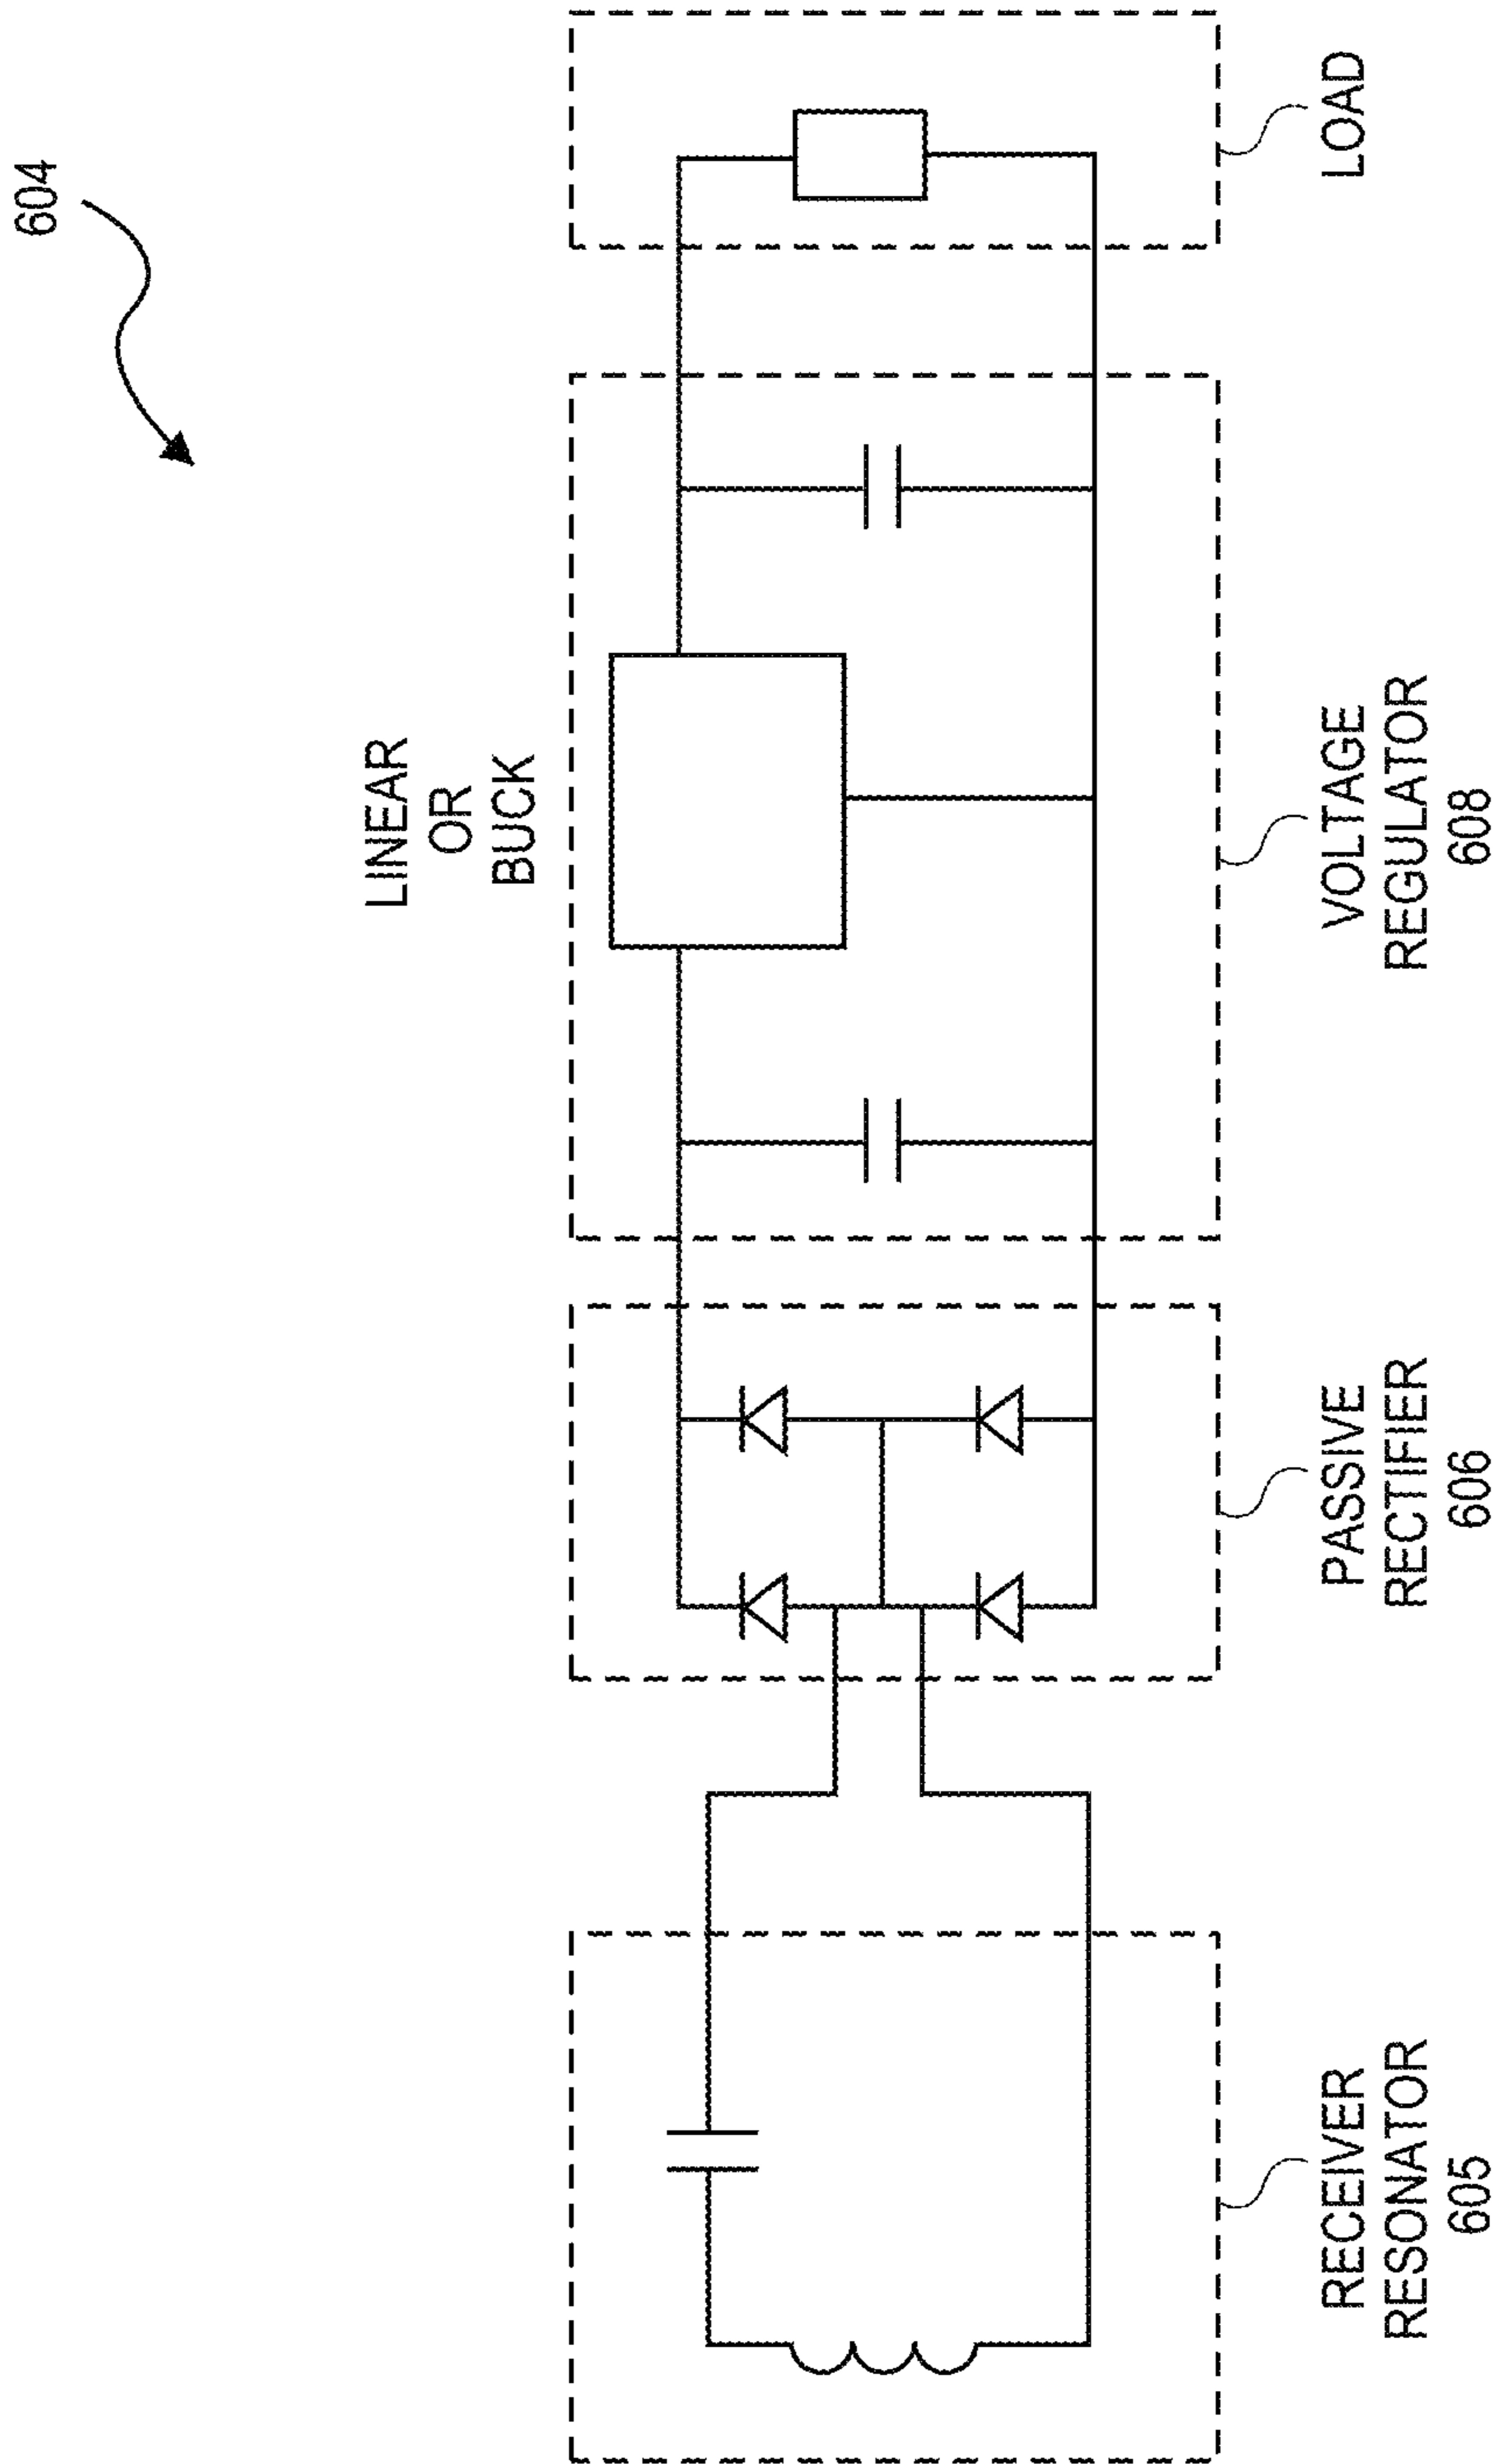 604
LINEAR
OR
BUCK
RECEIVER
RESONATOR
605
PASSIVE
RECTIFIER
606
VOLTAGE
REGULATOR
608
LOAD